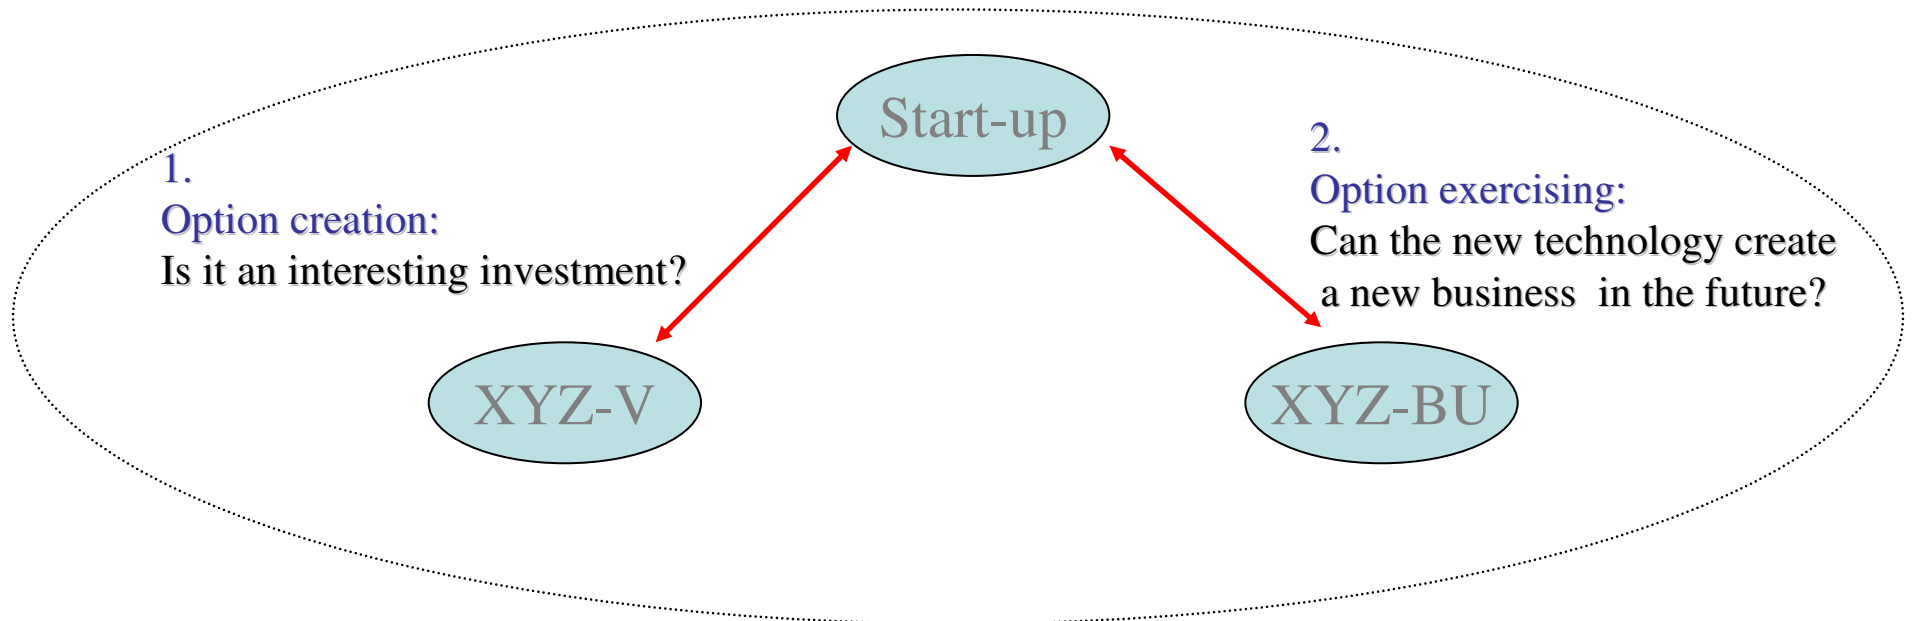 Start-up
1.
Option creation:
Is it an interesting investment?
2.
Option exercising:
Can the new technology create
a new business  in the future?
XYZ-V
XYZ-BU